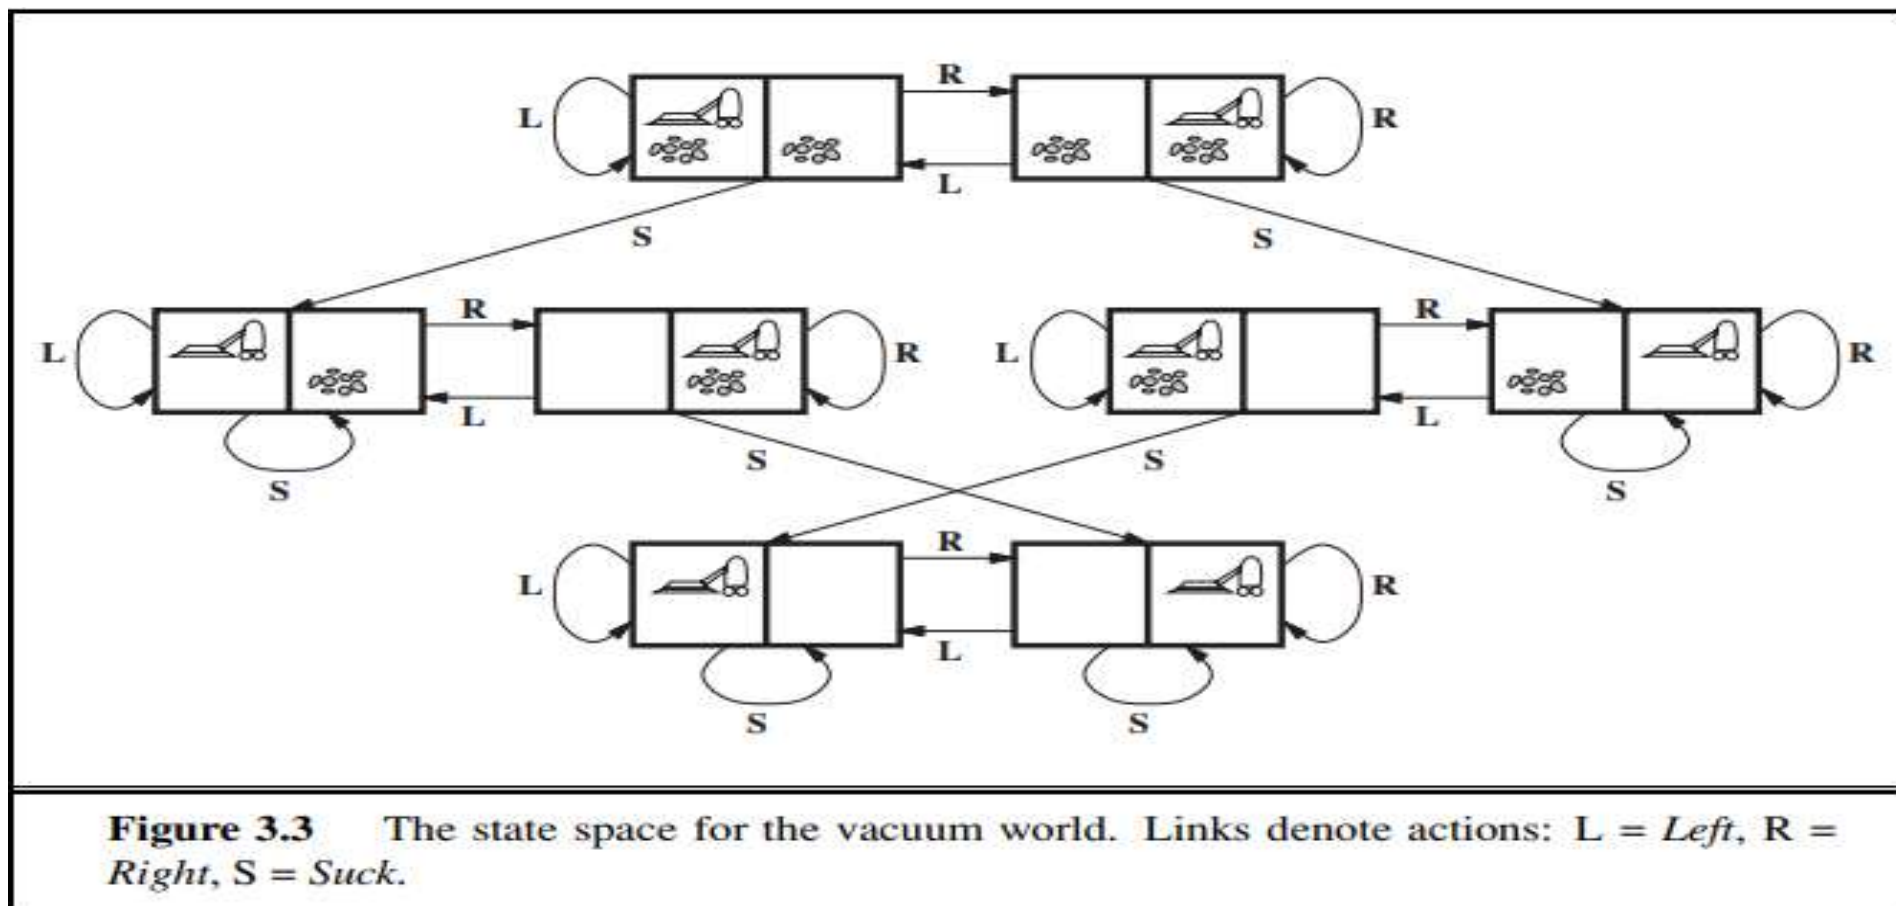 R
L R
L
S S
R R
L R L R
L L
S S
S S
R
L R
L
S S
Figure 3.3 The state space for the vacuum world. Links denote actions: L = Left, R =
Right, S = Suck.